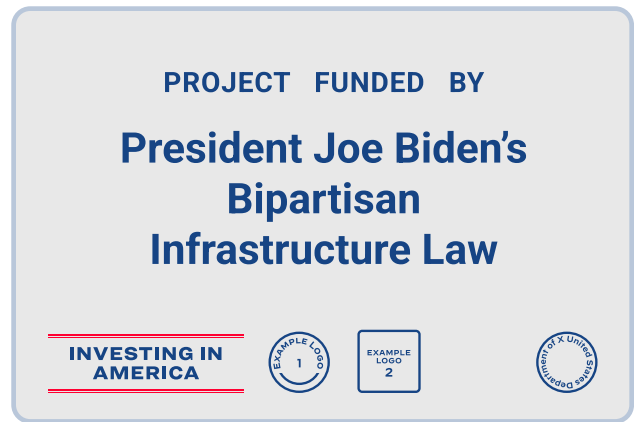 PROJECT FUNDED BY
President Joe Biden’s
Bipartisan
Infrastructure Law
INVESTING IN
AMERICA
EXAMPLE LOGO
1
EXAMPLE
LOGO
2
Department of X United States